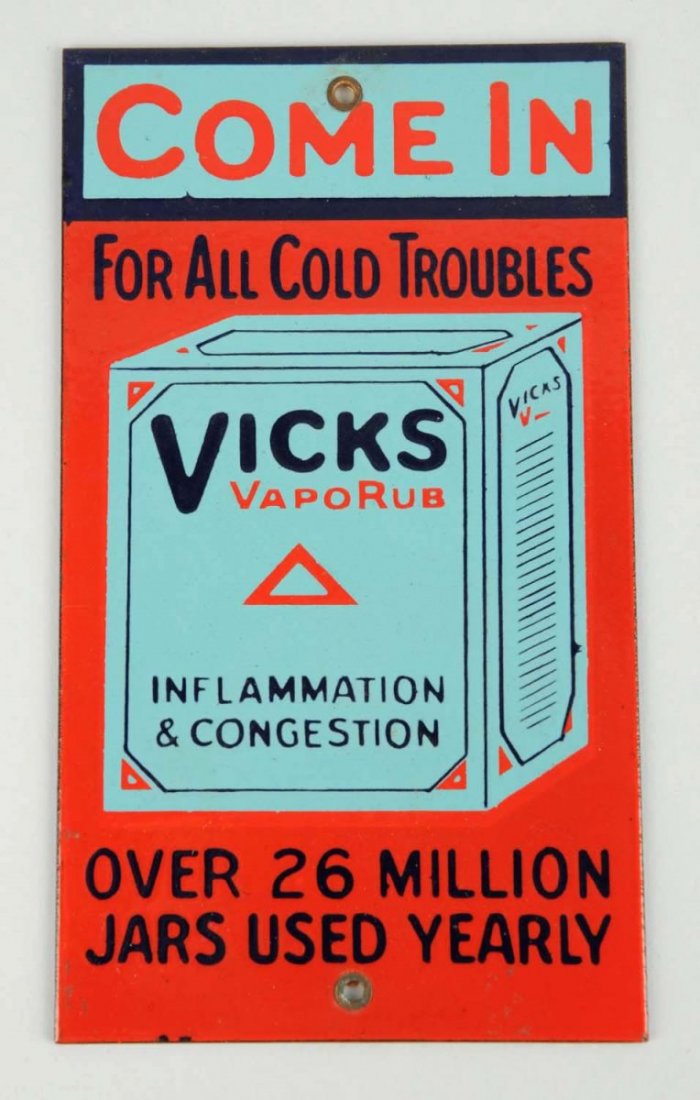 COME IN
FOR ALL COLD TROUBLES
VICKS
VAPORUB
INFLAMMATION
& CONGESTION
VICKS
V–
OVER 26 MILLION
JARS USED YEARLY